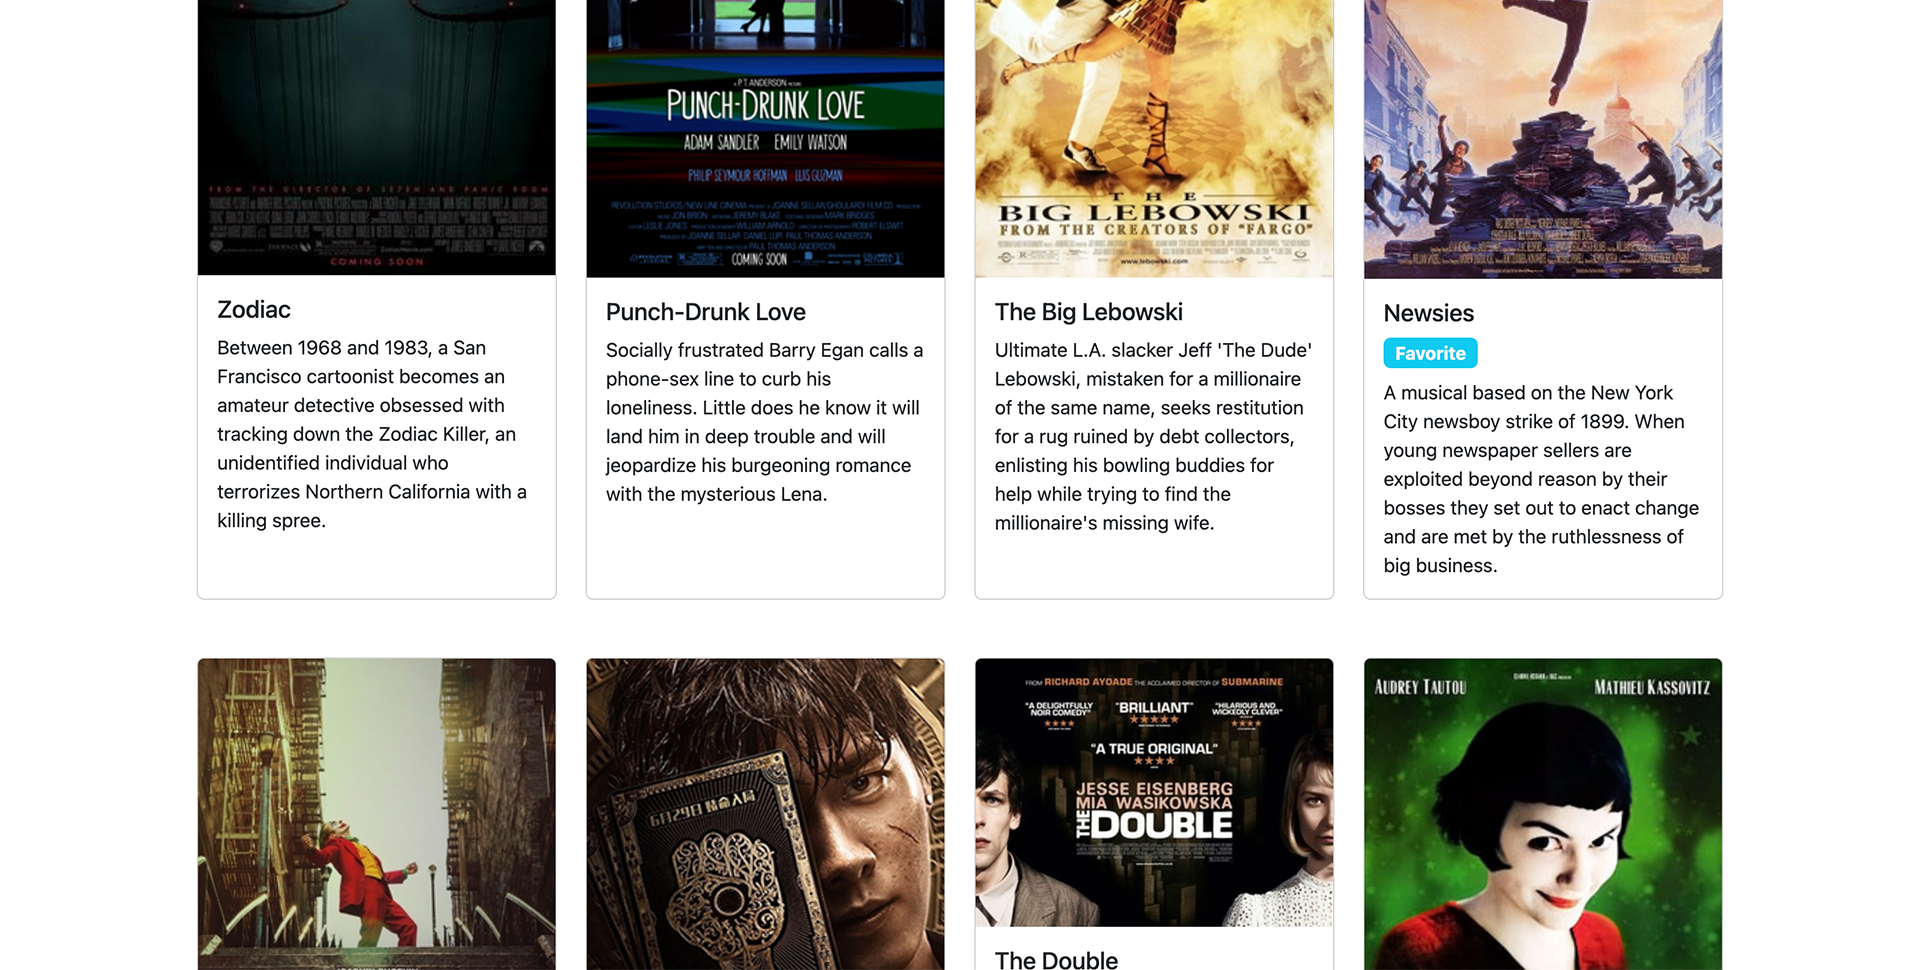 FROM THE DIRECTOR OF SE7EN AND PANIC ROOM
COMING SOON
A P.T. ANDERSON PICTURE
PUNCH-DRUNK LOVE
ADAM SANDLER EMILY WATSON
PHILIP SEYMOUR HOFFMAN LUIS GUZMAN
COMING SOON
THE
BIG LEBOWSKI
FROM THE CREATORS OF "FARGO"
www.lebowski.com
Zodiac
Between 1968 and 1983, a San
Francisco cartoonist becomes an
amateur detective obsessed with
tracking down the Zodiac Killer, an
unidentified individual who
terrorizes Northern California with a
killing spree.
Punch-Drunk Love
Socially frustrated Barry Egan calls a
phone-sex line to curb his
loneliness. Little does he know it will
land him in deep trouble and will
jeopardize his burgeoning romance
with the mysterious Lena.
The Big Lebowski
Ultimate L.A. slacker Jeff 'The Dude'
Lebowski, mistaken for a millionaire
of the same name, seeks restitution
for a rug ruined by debt collectors,
enlisting his bowling buddies for
help while trying to find the
millionaire's missing wife.
Newsies
Favorite
A musical based on the New York
City newsboy strike of 1899. When
young newspaper sellers are
exploited beyond reason by their
bosses they set out to enact change
and are met by the ruthlessness of
big business.
6月29日 赌命入局
FROM RICHARD AYOADE THE ACCLAIMED DIRECTOR OF SUBMARINE
"A DELIGHTFULLY
NOIR COMEDY"
"BRILLIANT"
"HILARIOUS AND
WICKEDLY CLEVER"
"A TRUE ORIGINAL"
JESSE EISENBERG
MIA WASIKOWSKA
THE DOUBLE
The Double
AUDREY TAUTOU
MATHIEU KASSOVITZ